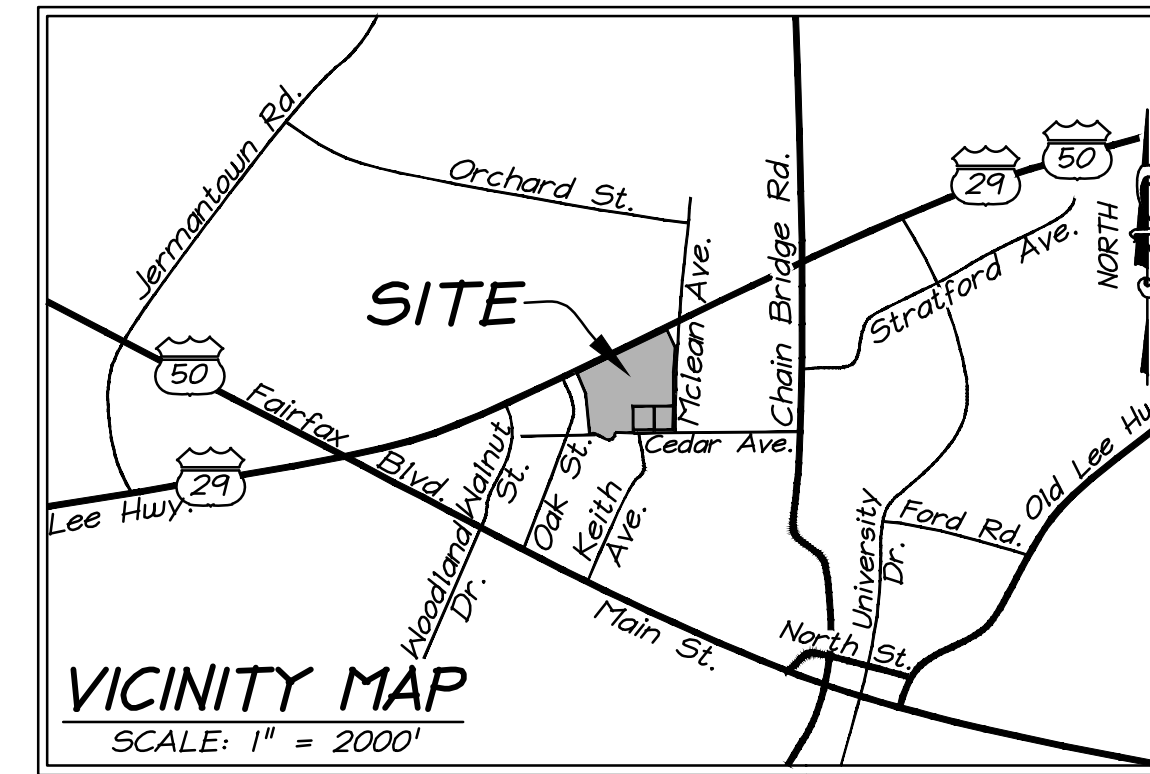 Jermantown Rd.
Orchard St.
50
29
NORTH
Mclean Ave.
Chain Bridge Rd.
Stratford Ave.
SITE
50
Fairfax
Blvd.
Walnut
St.
Cedar Ave.
29
Lee Hwy.
Oak St.
Keith
Ave.
University
Dr.
Ford Rd.
Old Lee
Woodland
Dr.
Main St.
North St.
VICINITY MAP
SCALE: 1" = 2000'